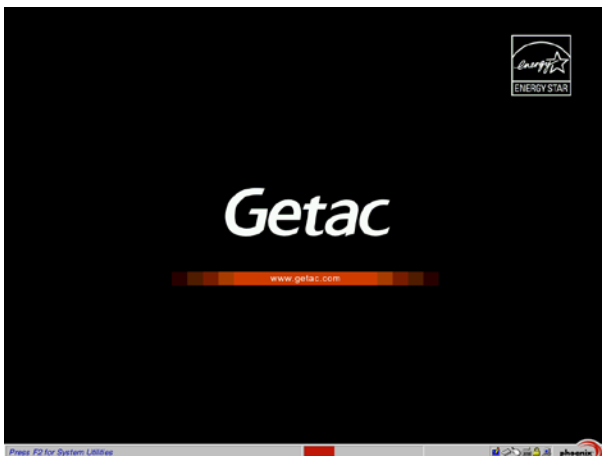 energy
ENERGY STAR
Getac
www.getac.com
Press F2 for System Utilities
phoenix